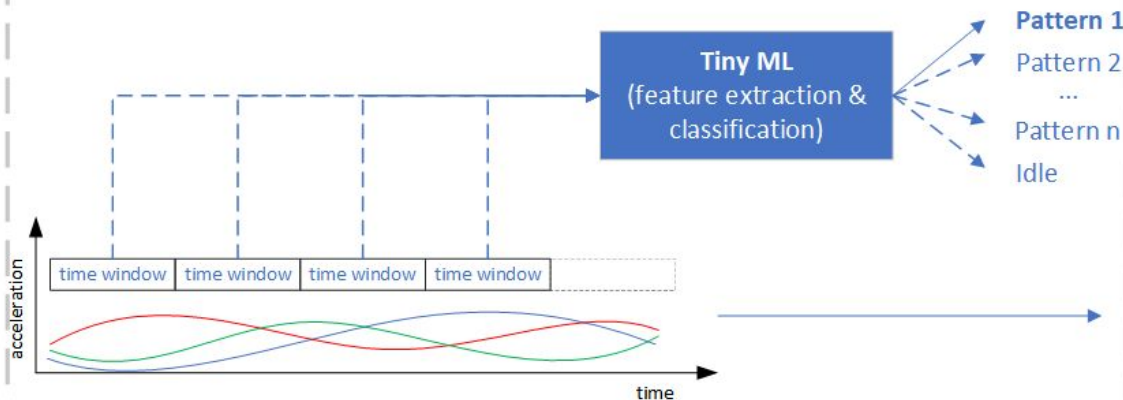 Pattern 1
Tiny ML
(feature extraction &
classification)
Pattern 2
...
Pattern n
Idle
acceleration
time window time window time window time window
time